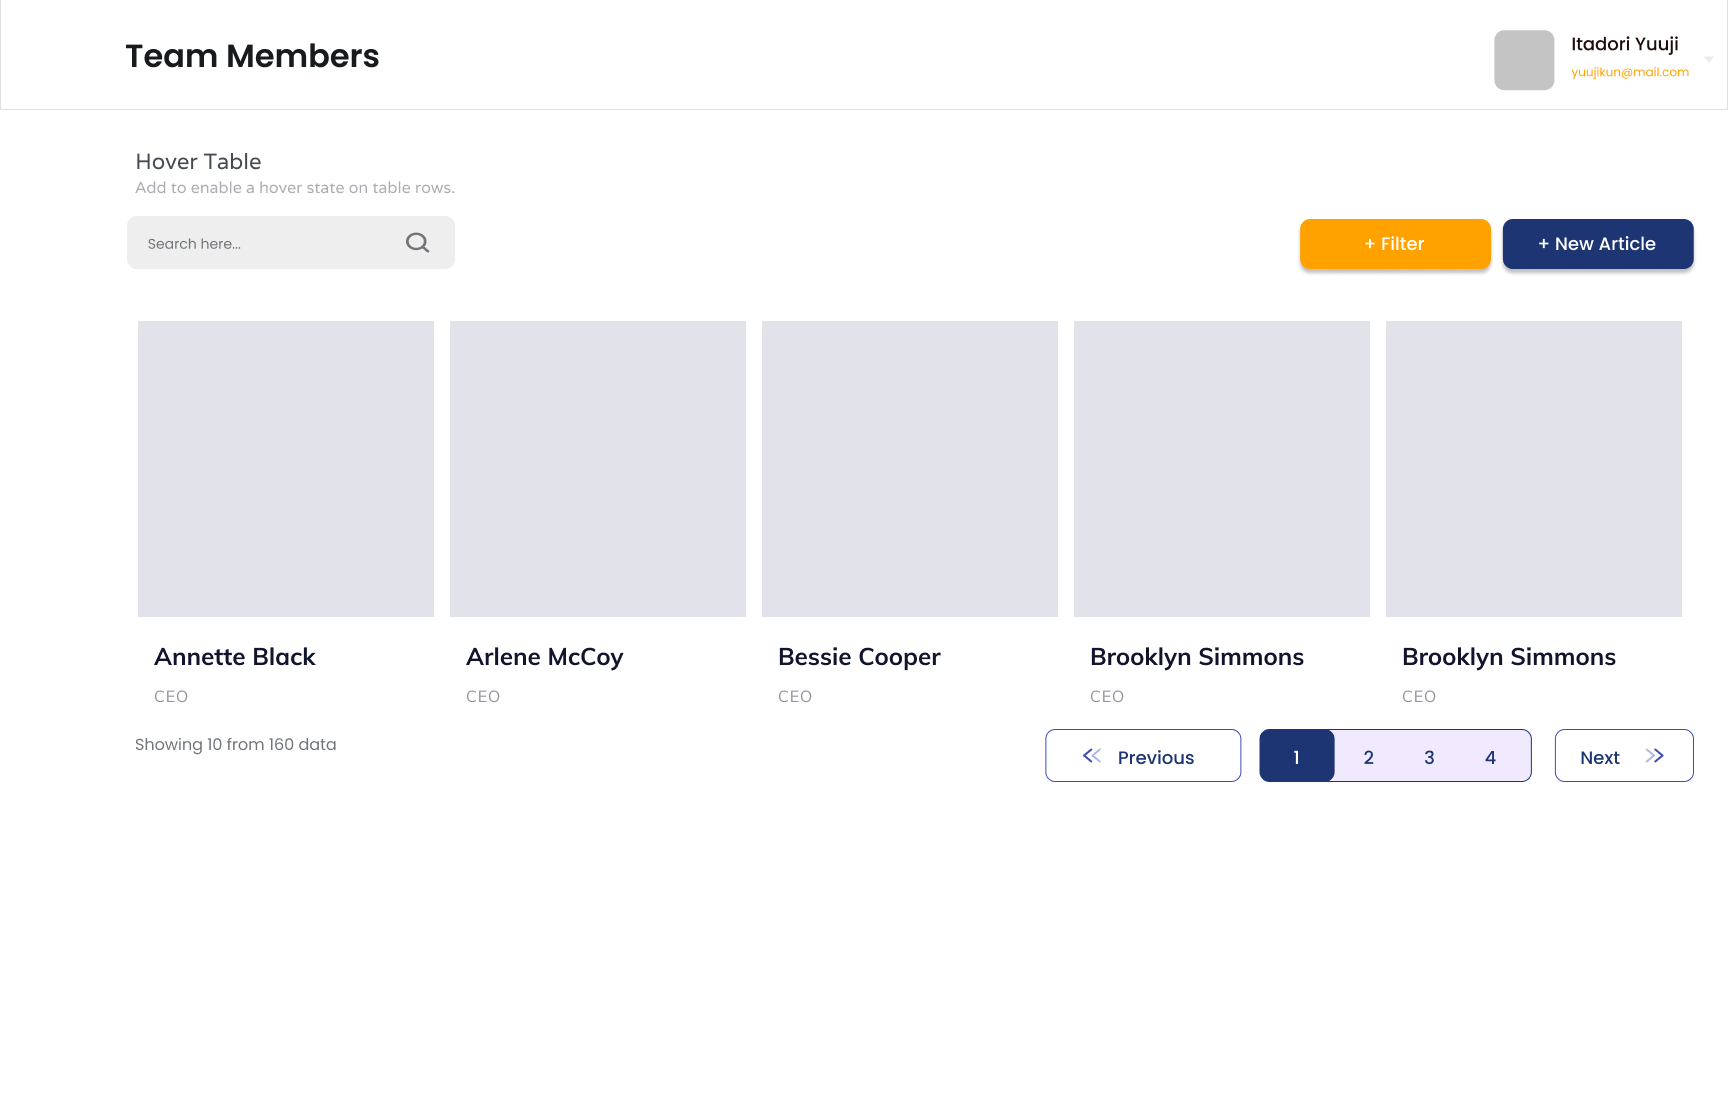 Team Members
Itadori Yuuji
yuujikun@mail.com
Hover Table
Add to enable a hover state on table rows.
Search here...
+ Filter
+ New Article
Annette Black
CEO
Arlene McCoy
CEO
Bessie Cooper
CEO
Brooklyn Simmons
CEO
Brooklyn Simmons
CEO
Showing 10 from 160 data
Previous
1 2 3 4
Next